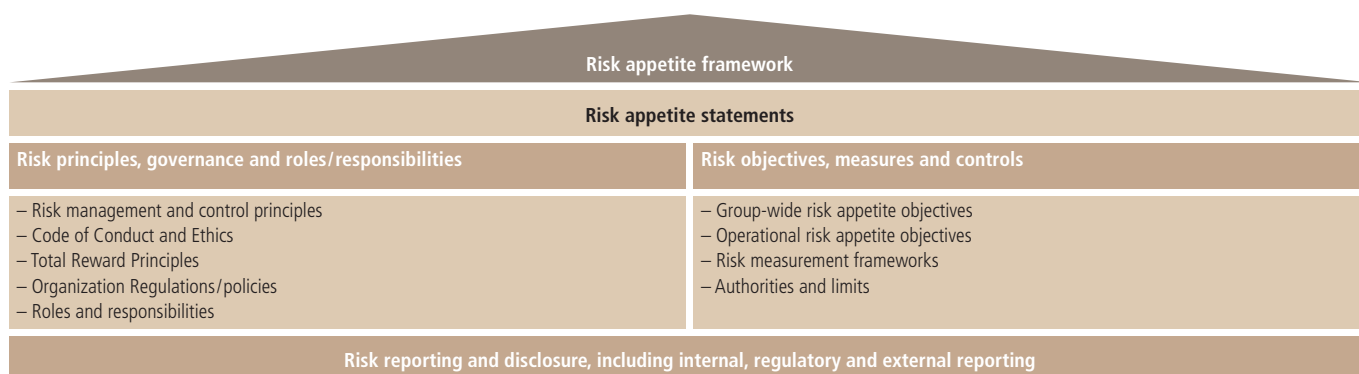 Risk appetite framework
Risk appetite statements
Risk principles, governance and roles/responsibilities
– Risk management and control principles
– Code of Conduct and Ethics
– Total Reward Principles
– Organization Regulations/policies
– Roles and responsibilities
Risk objectives, measures and controls
– Group-wide risk appetite objectives
– Operational risk appetite objectives
– Risk measurement frameworks
– Authorities and limits
Risk reporting and disclosure, including internal, regulatory and external reporting